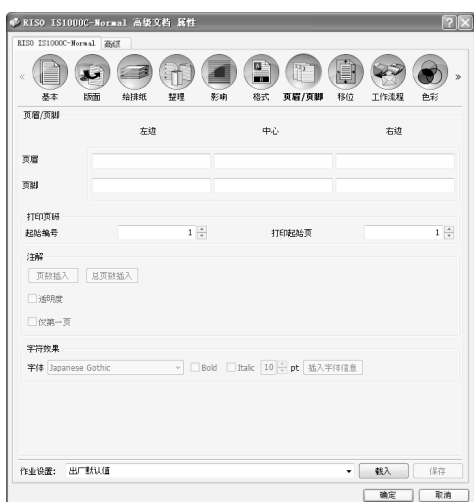 RISO IS1000C-Normal 高级文档 属性
RISO IS1000C-Normal 高级
« 基本 版面 给排纸 整理 影响 格式 页眉/页脚 移位 工作流程 色彩 »
页眉/页脚
左边 中心 右边
页眉
页脚
打印页码
起始编号 1 打印起始页 1
注解
页数插入 总页数插入
透明度
仅第一页
字符效果
字体 Japanese Gothic Bold Italic 10 pt 插入字体信息
作业设置: 出厂默认值 载入 保存
确定 取消